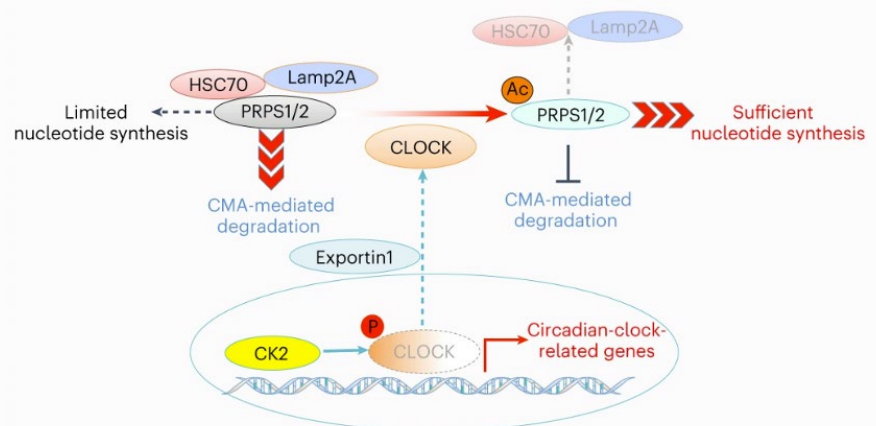 HSC70
Lamp2A
HSC70
Lamp2A
Ac
Limited
nucleotide synthesis
PRPS1/2
PRPS1/2
Sufficient
nucleotide synthesis
CLOCK
CMA-mediated
degradation
CMA-mediated
degradation
Exportin1
P
CK2
CLOCK
Circadian-clock-
related genes